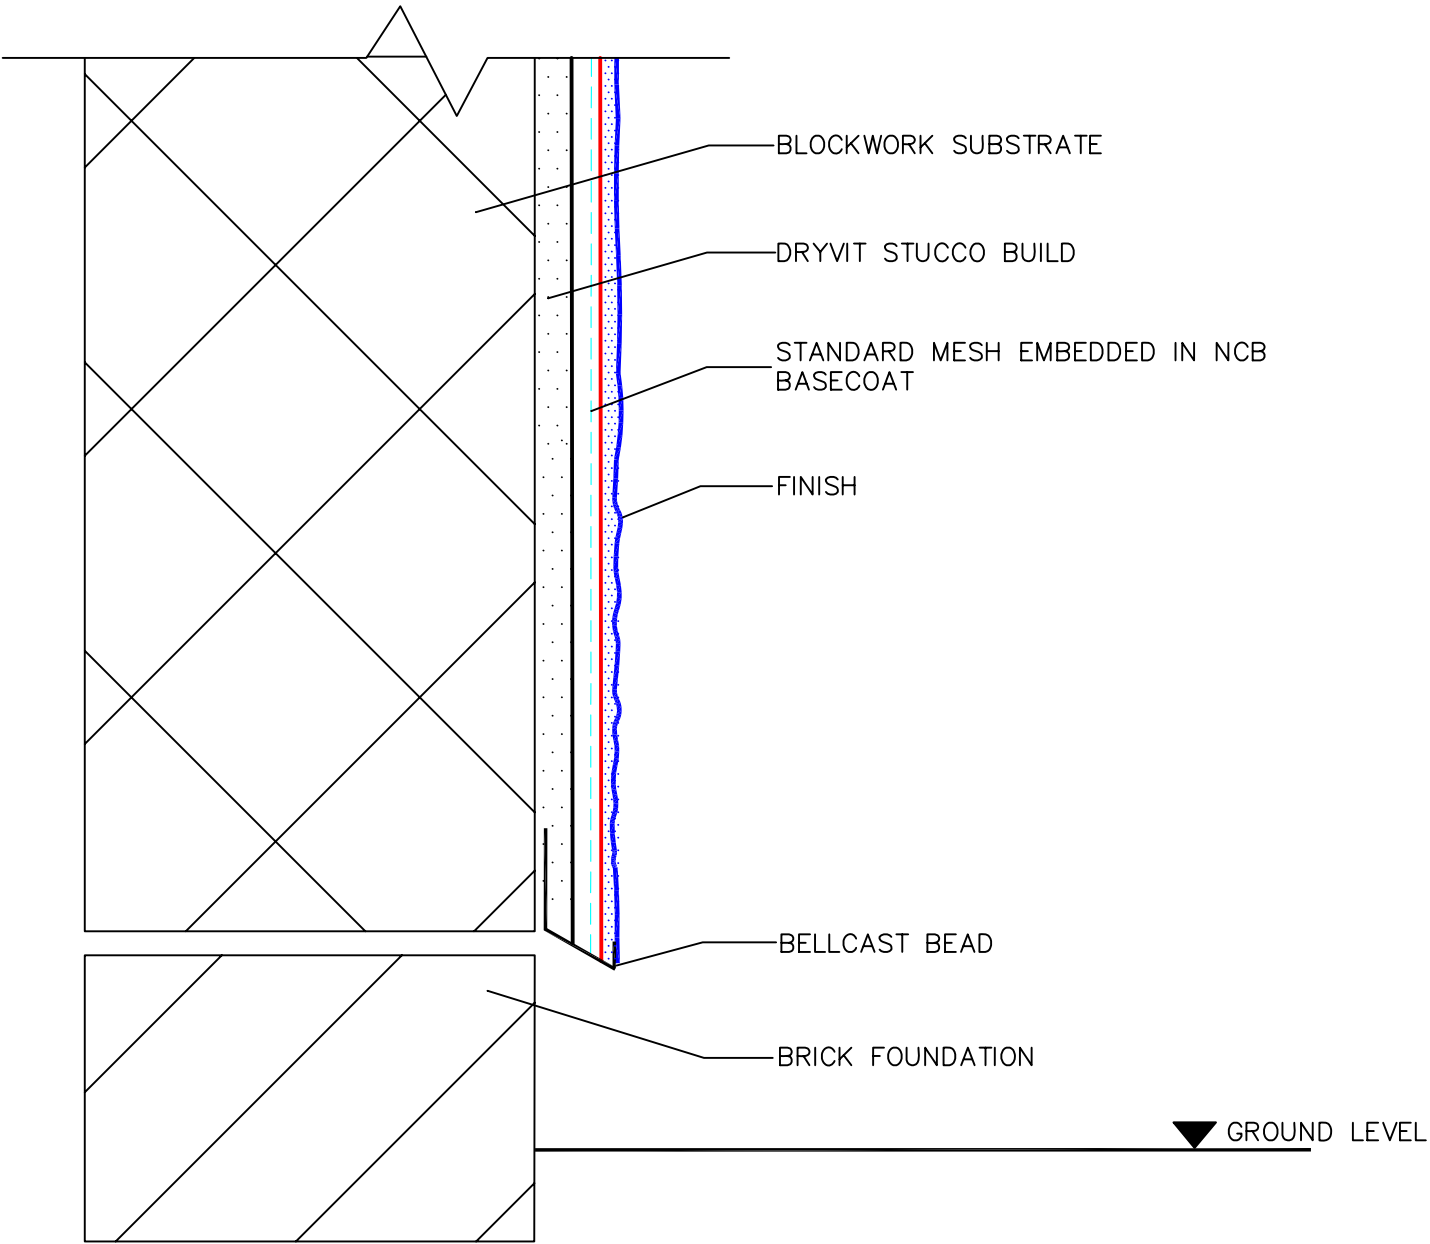 BLOCKWORK SUBSTRATE
DRYVIT STUCCO BUILD
STANDARD MESH EMBEDDED IN NCB
BASECOAT
FINISH
BELLCAST BEAD
BRICK FOUNDATION
GROUND LEVEL